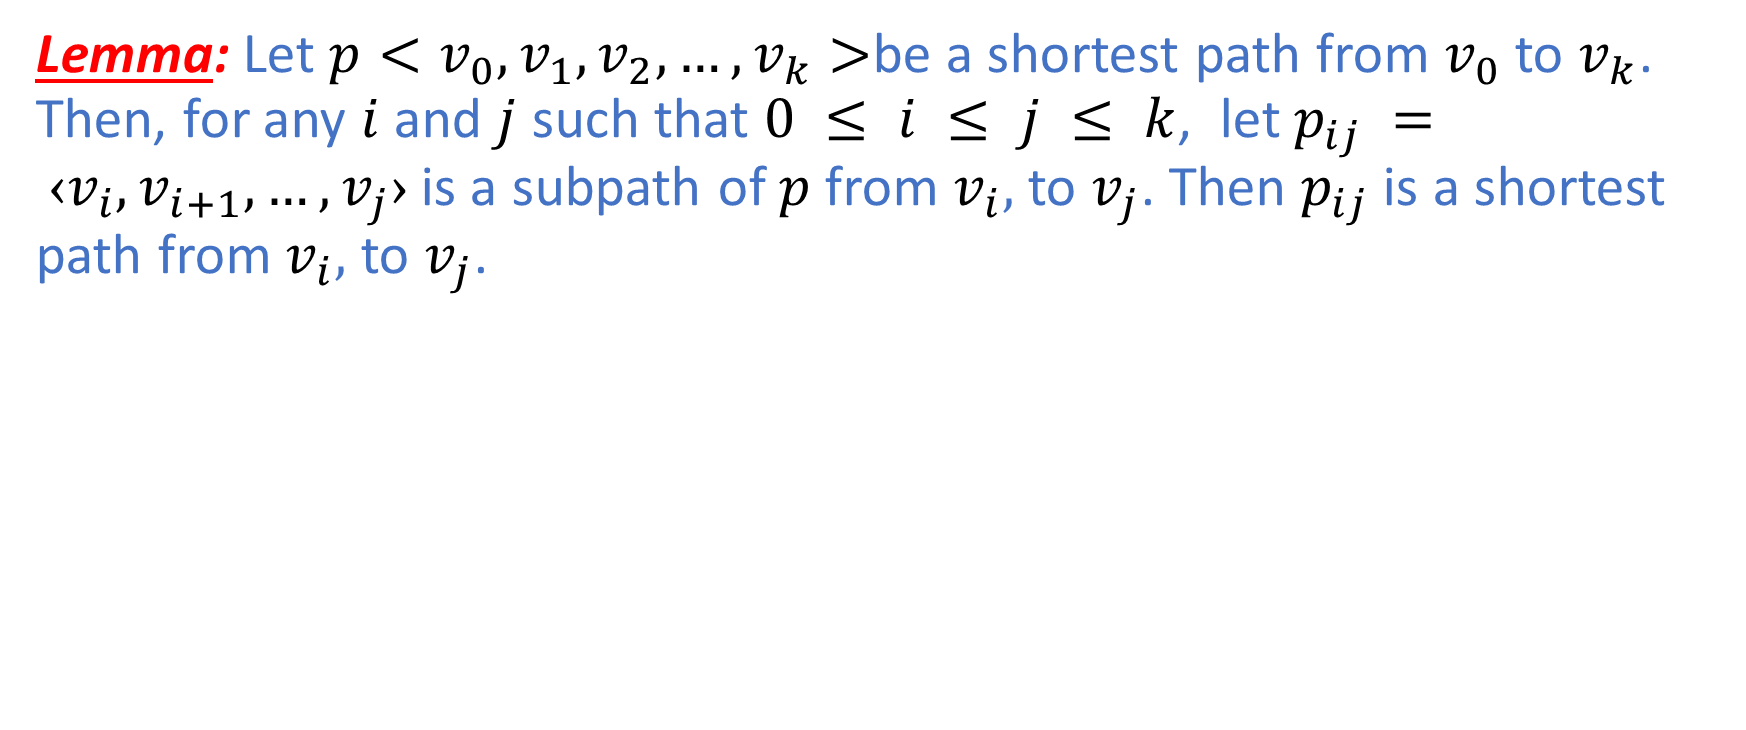 Lemma: Let p < v₀, v₁, v₂, … , vₖ >be a shortest path from v₀ to vₖ.
Then, for any i and j such that 0 ≤ i ≤ j ≤ k, let pᵢⱼ =
‹vᵢ, vᵢ₊₁, … , vⱼ› is a subpath of p from vᵢ, to vⱼ. Then pᵢⱼ is a shortest
path from vᵢ, to vⱼ.